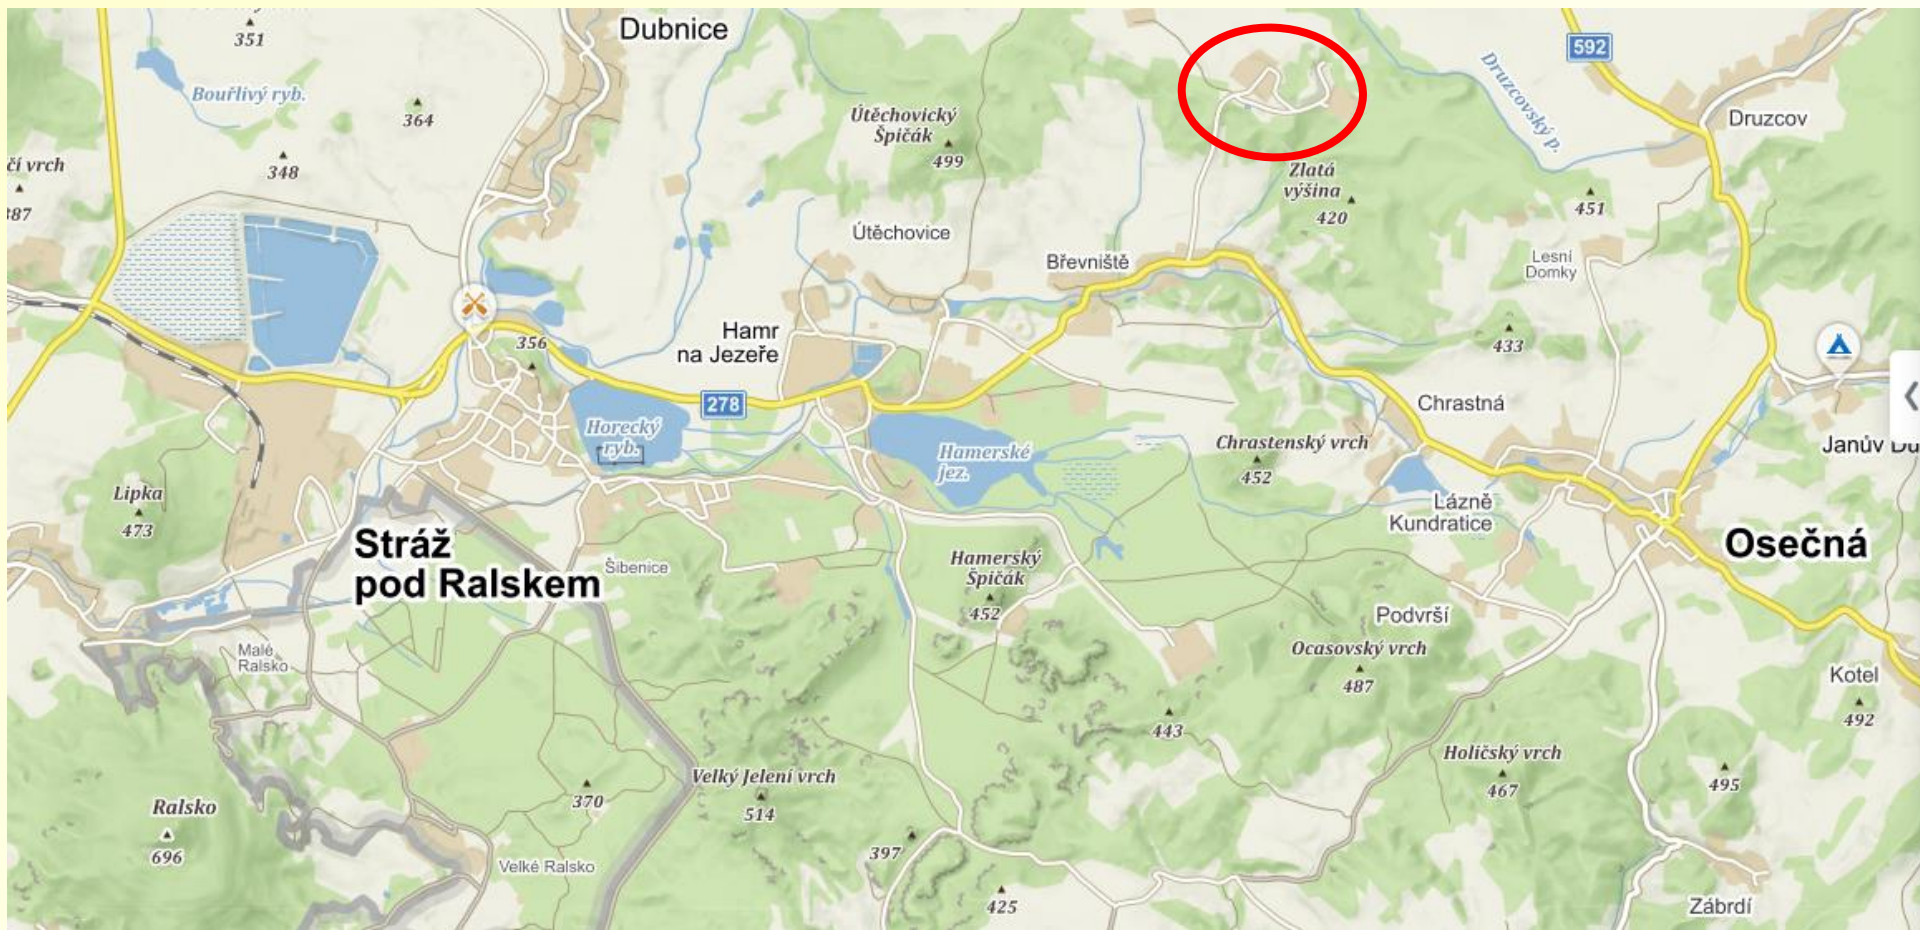 351
Dubnice
592
Bouřlivý ryb.
364
Útěchovický
Špičák
499
Druzcovský p.
Druzcov
čí vrch
387
348
Zlatá
výšina
420
451
Útěchovice
Břevniště
Lesní
Domky
356
Hamr
na Jezeře
433
278
Chrastná
Horecký
ryb.
Hamerské
jez.
Chrastenský vrch
452
Janův Du
Lipka
473
Lázně
Kundratice
Stráž
pod Ralskem
Osečná
Šibenice
Hamerský
Špičák
452
Podvrší
Malé
Ralsko
Ocasovský vrch
487
Kotel
492
443
Holičský vrch
467
Velký Jelení vrch
514
370
495
Ralsko
696
397
Velké Ralsko
425
Zábrdí